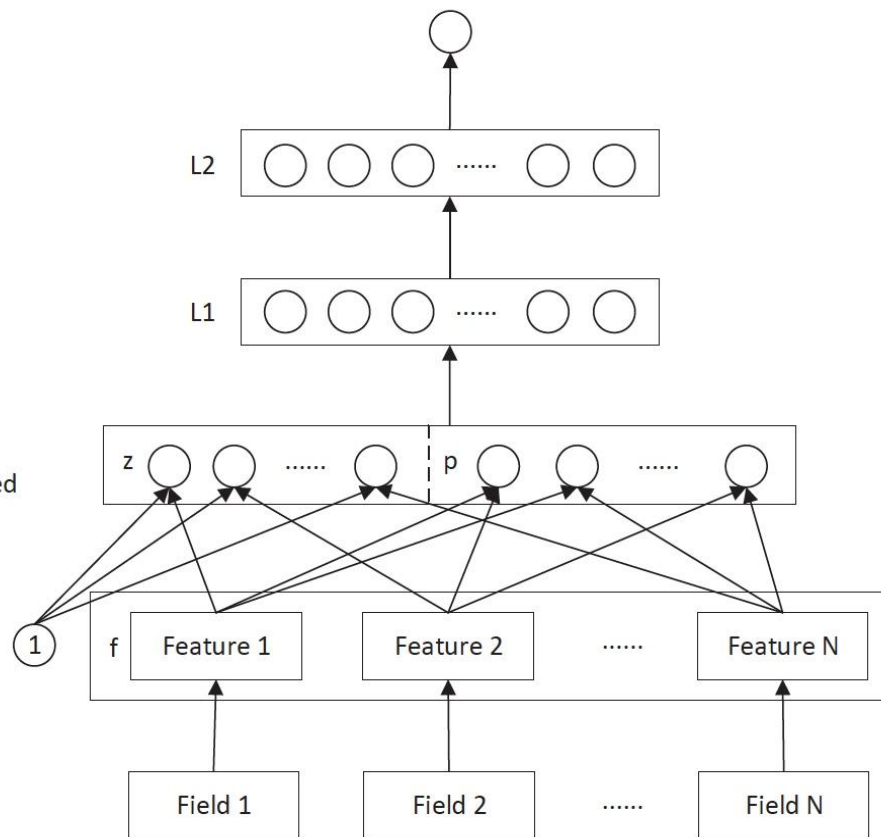 L2 ......
L1 ......
z ...... p ......
ed
1 f Feature 1 Feature 2 ...... Feature N
Field 1 Field 2 ...... Field N